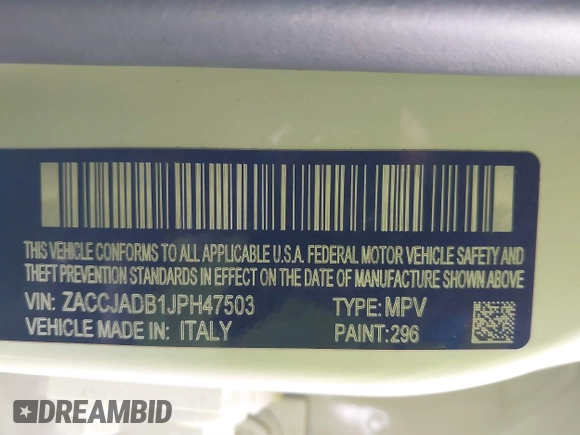 THIS VEHICLE CONFORMS TO ALL APPLICABLE U.S.A. FEDERAL MOTOR VEHICLE SAFETY AND
THEFT PREVENTION STANDARDS IN EFFECT ON THE DATE OF MANUFACTURE SHOWN ABOVE
VIN: ZACCJADB1JPH47503 TYPE: MPV
VEHICLE MADE IN: ITALY PAINT:296
DREAMBID